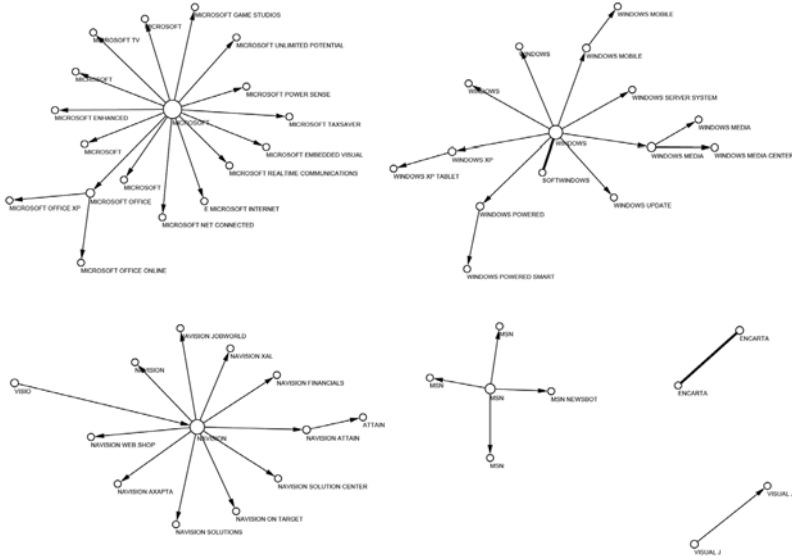 MICROSOFT GAME STUDIOS
MICROSOFT
MICROSOFT TV
MICROSOFT UNLIMITED POTENTIAL
MICROSOFT
MICROSOFT POWER SENSE
MICROSOFT ENHANCED
MICROSOFT
MICROSOFT TAXSAVER
MICROSOFT
MICROSOFT EMBEDDED VISUAL
MICROSOFT REALTIME COMMUNICATIONS
MICROSOFT
MICROSOFT OFFICE XP
MICROSOFT OFFICE
E MICROSOFT INTERNET
MICROSOFT NET CONNECTED
MICROSOFT OFFICE ONLINE
WINDOWS MOBILE
WINDOWS
WINDOWS MOBILE
WINDOWS
WINDOWS SERVER SYSTEM
WINDOWS MEDIA
WINDOWS
WINDOWS MEDIA
WINDOWS MEDIA CENTER
WINDOWS XP
WINDOWS XP TABLET
SOFTWINDOWS
WINDOWS UPDATE
WINDOWS POWERED
WINDOWS POWERED SMART
NAVISION JOBWORLD
NAVISION XAL
NAVISION
NAVISION FINANCIALS
VISIO
ATTAIN
NAVISION
NAVISION ATTAIN
NAVISION WEB SHOP
NAVISION AXAPTA
NAVISION SOLUTION CENTER
NAVISION ON TARGET
NAVISION SOLUTIONS
MSN
MSN
MSN
MSN NEWSBOT
MSN
ENCARTA
ENCARTA
VISUAL J
VISUAL J